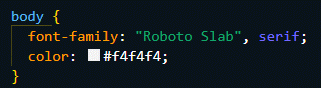 body {
font-family: "Roboto Slab", serif;
color: #f4f4f4;
}